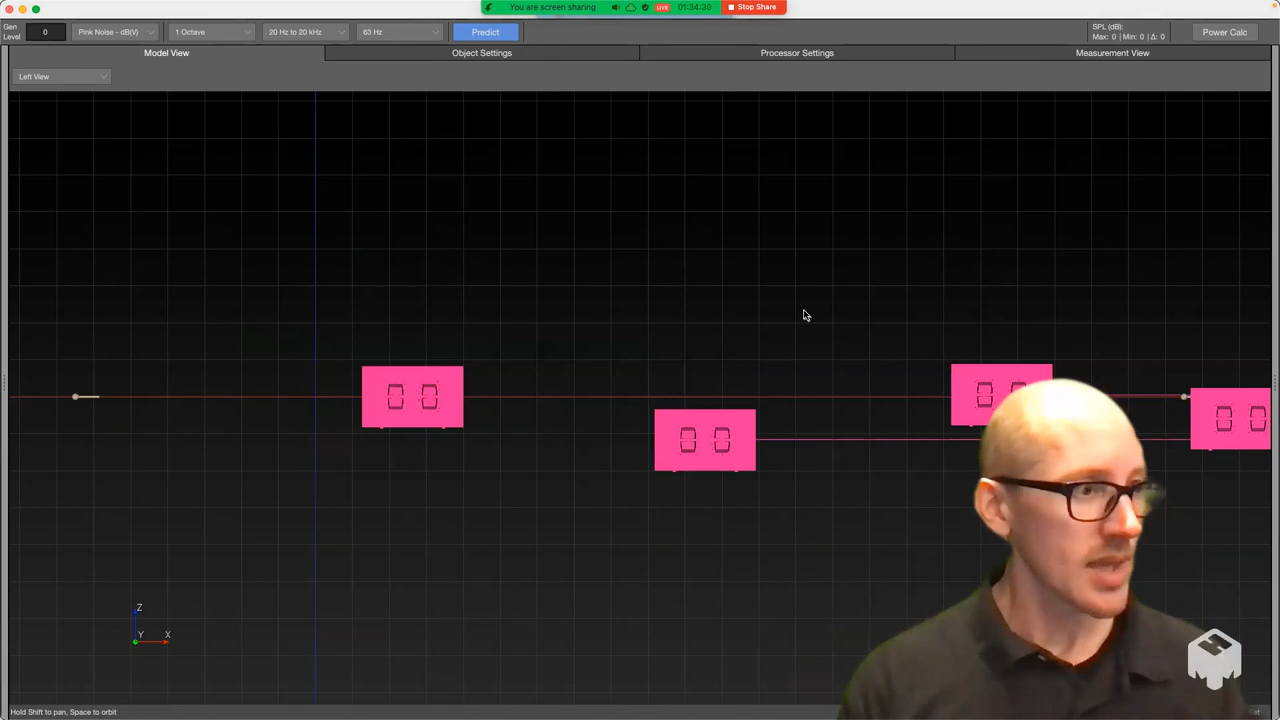 You are screen sharing
LIVE
01:34:20
Stop Share
Gen Level
0
Pink Noise - dB(V)
1 Octave
20 Hz to 20 kHz
63 Hz
Predict
SPL (dB):
Max: 0 | Min: 0 | Δ: 0
Power Calc
Model View
Object Settings
Processor Settings
Measurement View
Left View
Z
Y
X
Hold Shift to pan, Space to orbit